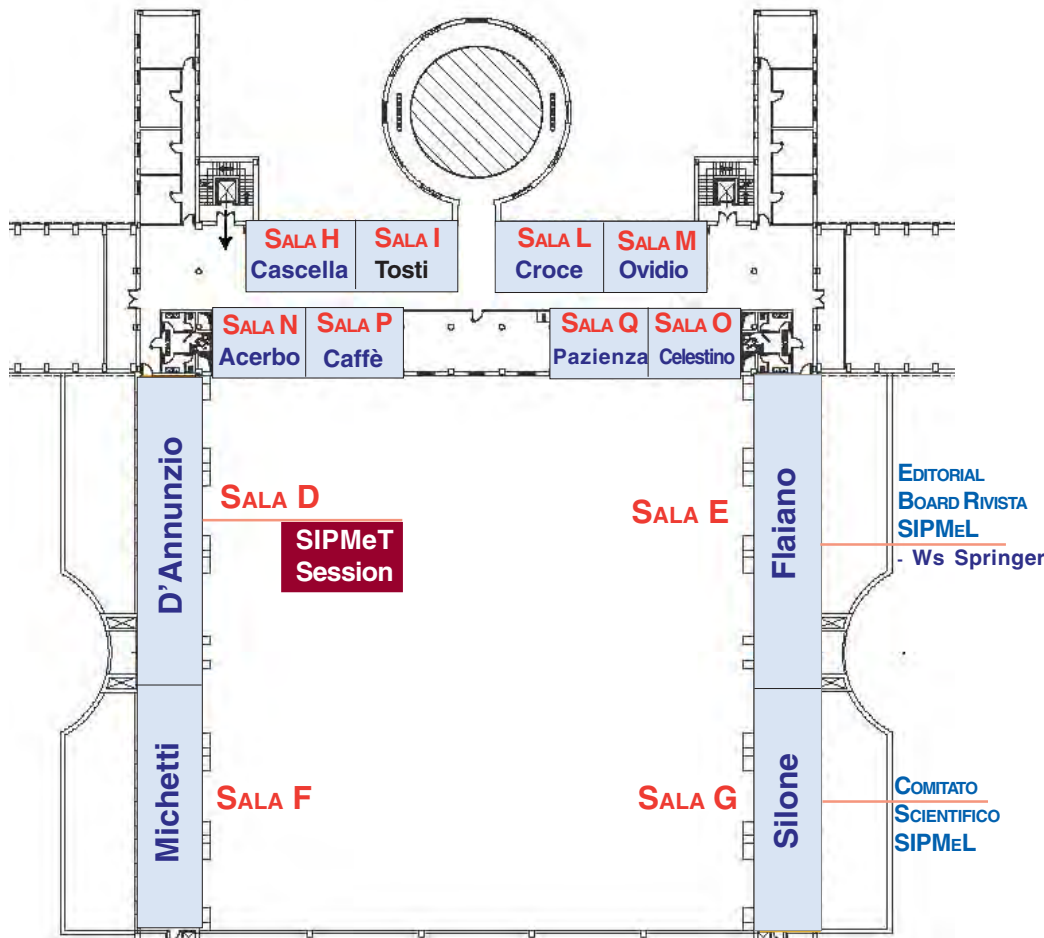 SALA H
Cascella
SALA I
Tosti
SALA L
Croce
SALA M
Ovidio
SALA N
Acerbo
SALA P
Caffè
SALA Q
Pazienza
SALA O
Celestino
D'Annunzio
SALA D
SIPMeT
Session
SALA E
Flaiano
EDITORIAL
BOARD RIVISTA
SIPMEL
- Ws Springer
Michetti
SALA F
SALA G
Silone
COMITATO
SCIENTIFICO
SIPMEL